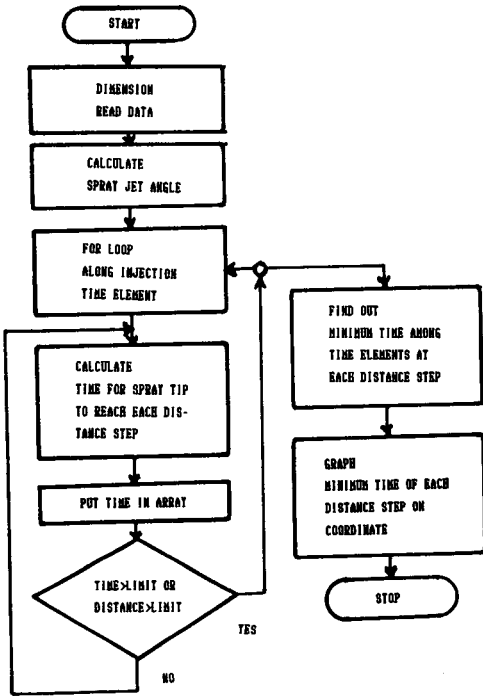 START
DIMENSION
READ DATA
CALCULATE
SPRAT JET ANGLE
FOR LOOP
ALONG INJECTION
TIME ELEMENT
CALCULATE
TIME FOR SPRAT TIP
TO REACH EACH DIS-
TANCE STEP
PUT TIME IN ARRAY
TIME>LIMIT OR
DISTANCE>LIMIT
YES
NO
FIND OUT
MINIMUM TIME AMONG
TIME ELEMENTS AT
EACH DISTANCE STEP
GRAPH
MINIMUM TIME OF EACH
DISTANCE STEP ON
COORDINATE
STOP